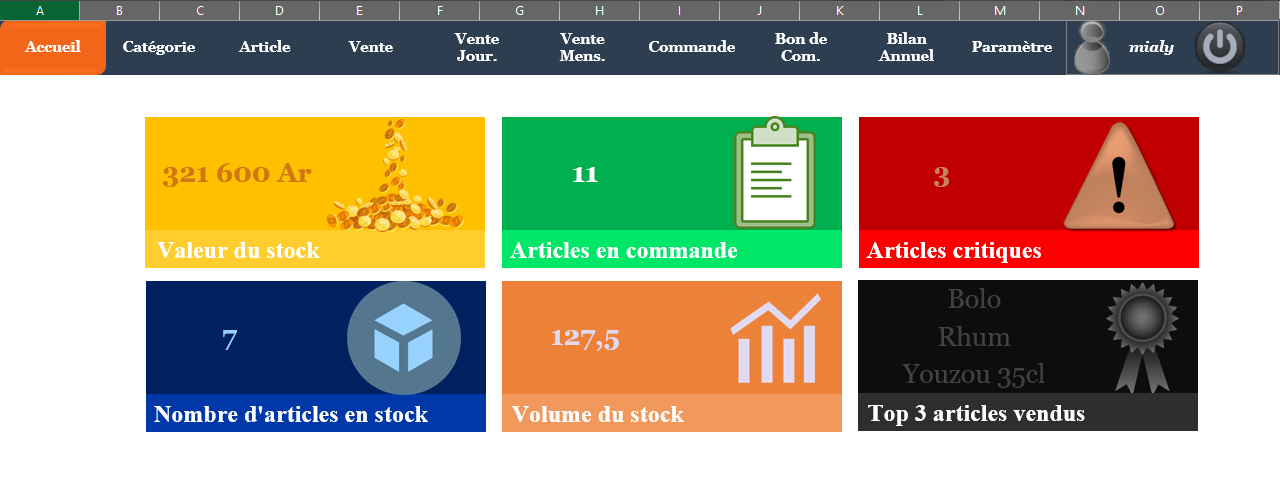 A B C D E F G H I J K L M N O P
Accueil Catégorie Article Vente Vente Jour. Vente Mens. Commande Bon de Com. Bilan Annuel Paramètre mialy
321 600 Ar
Valeur du stock
11
Articles en commande
3
Articles critiques
7
Nombre d'articles en stock
127,5
Volume du stock
Bolo
Rhum
Youzou 35cl
Top 3 articles vendus